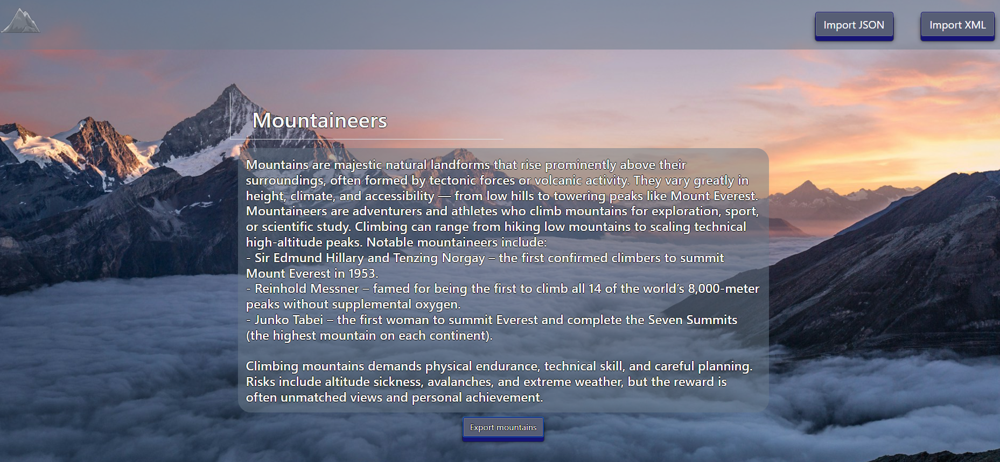 Import JSON
Import XML
Mountaineers
Mountains are majestic natural landforms that rise prominently above their
surroundings, often formed by tectonic forces or volcanic activity. They vary greatly in
height, climate, and accessibility — from low hills to towering peaks like Mount Everest.
Mountaineers are adventurers and athletes who climb mountains for exploration, sport,
or scientific study. Climbing can range from hiking low mountains to scaling technical
high-altitude peaks. Notable mountaineers include:
- Sir Edmund Hillary and Tenzing Norgay – the first confirmed climbers to summit
Mount Everest in 1953.
- Reinhold Messner – famed for being the first to climb all 14 of the world’s 8,000-meter
peaks without supplemental oxygen.
- Junko Tabei – the first woman to summit Everest and complete the Seven Summits
(the highest mountain on each continent).
Climbing mountains demands physical endurance, technical skill, and careful planning.
Risks include altitude sickness, avalanches, and extreme weather, but the reward is
often unmatched views and personal achievement.
Export mountains